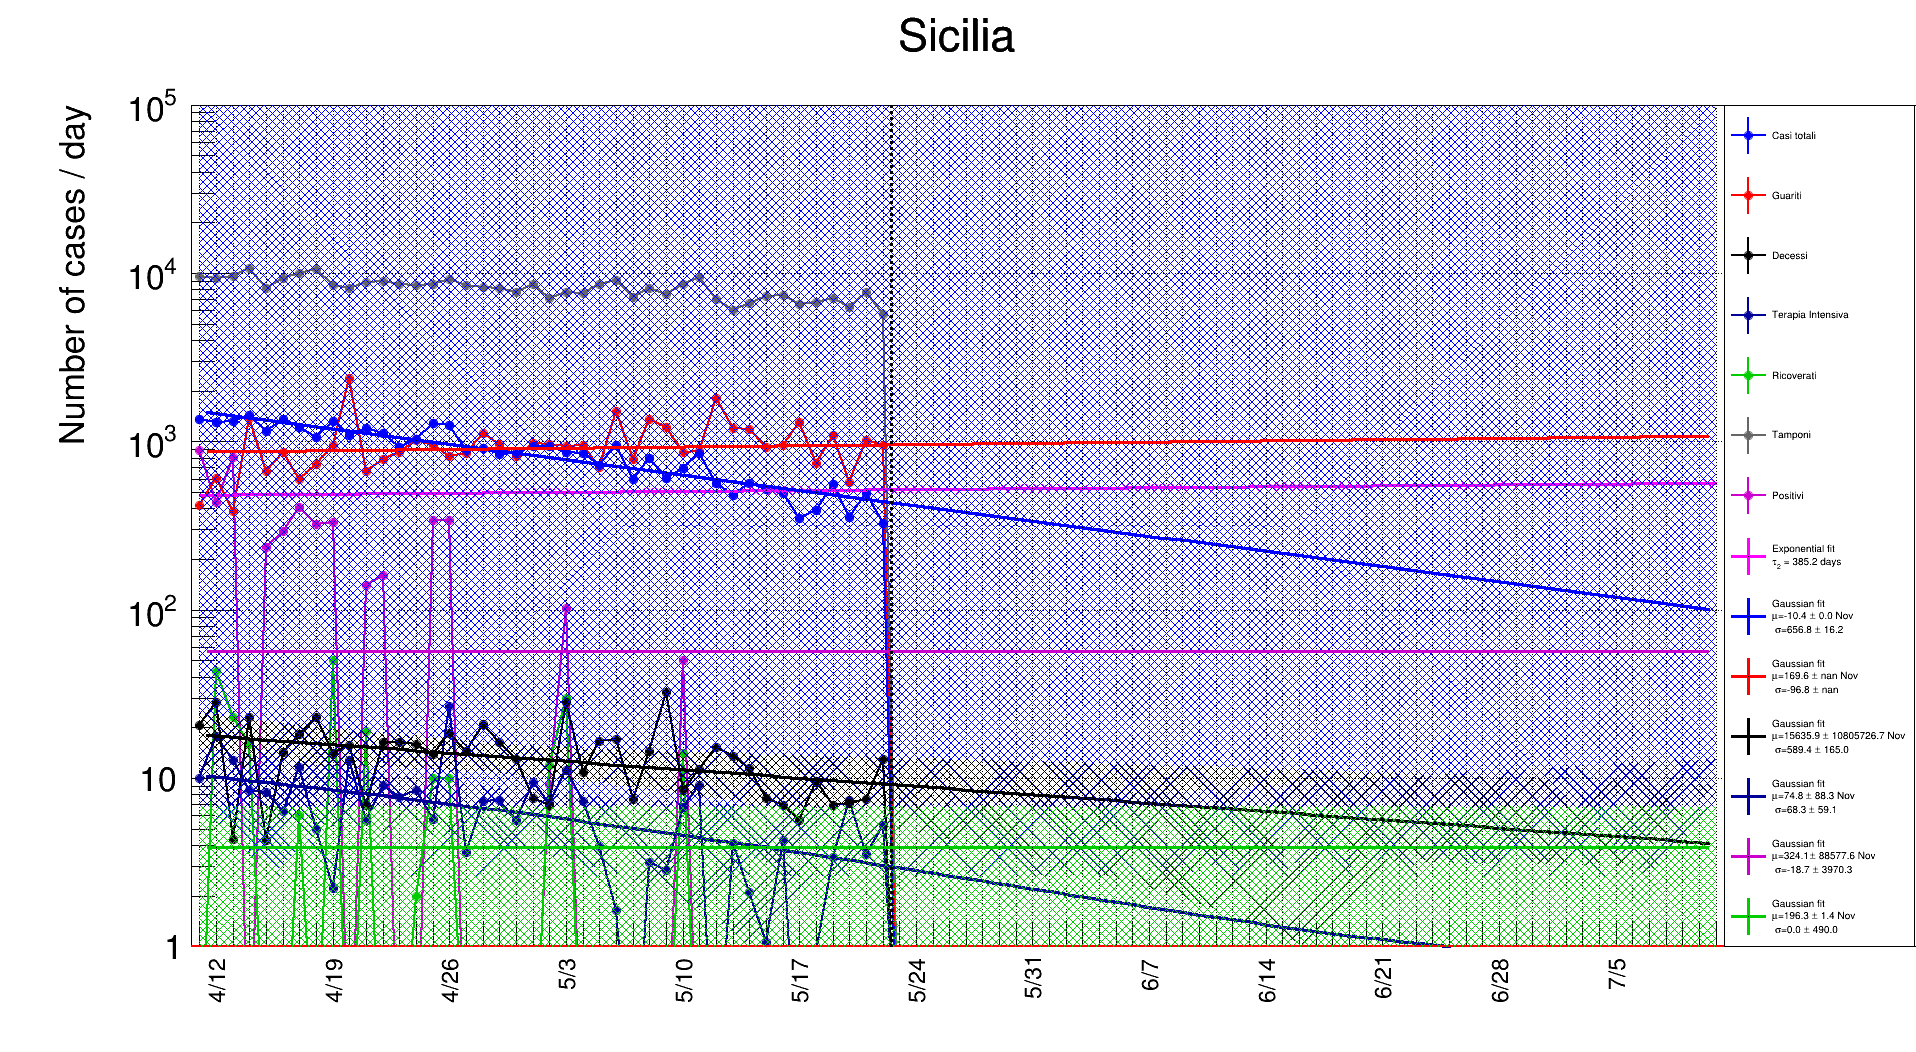 Sicilia
Number of cases / day
10^5
10^4
10^3
10^2
10
1
4/12
4/19
4/26
5/3
5/10
5/17
5/24
5/31
6/7
6/14
6/21
6/28
7/5
Casi totali
Guariti
Decessi
Terapia Intensiva
Ricoverati
Tamponi
Positivi
Exponential fit
τ₂ = 385.2 days
Gaussian fit
μ=-10.4 ± 0.0 Nov
σ=656.8 ± 16.2
Gaussian fit
μ=169.6 ± nan Nov
σ=-96.8 ± nan
Gaussian fit
μ=15635.9 ± 10805726.7 Nov
σ=589.4 ± 165.0
Gaussian fit
μ=74.8 ± 88.3 Nov
σ=68.3 ± 59.1
Gaussian fit
μ=324.1± 88577.6 Nov
σ=-18.7 ± 3970.3
Gaussian fit
μ=196.3 ± 1.4 Nov
σ=0.0 ± 490.0